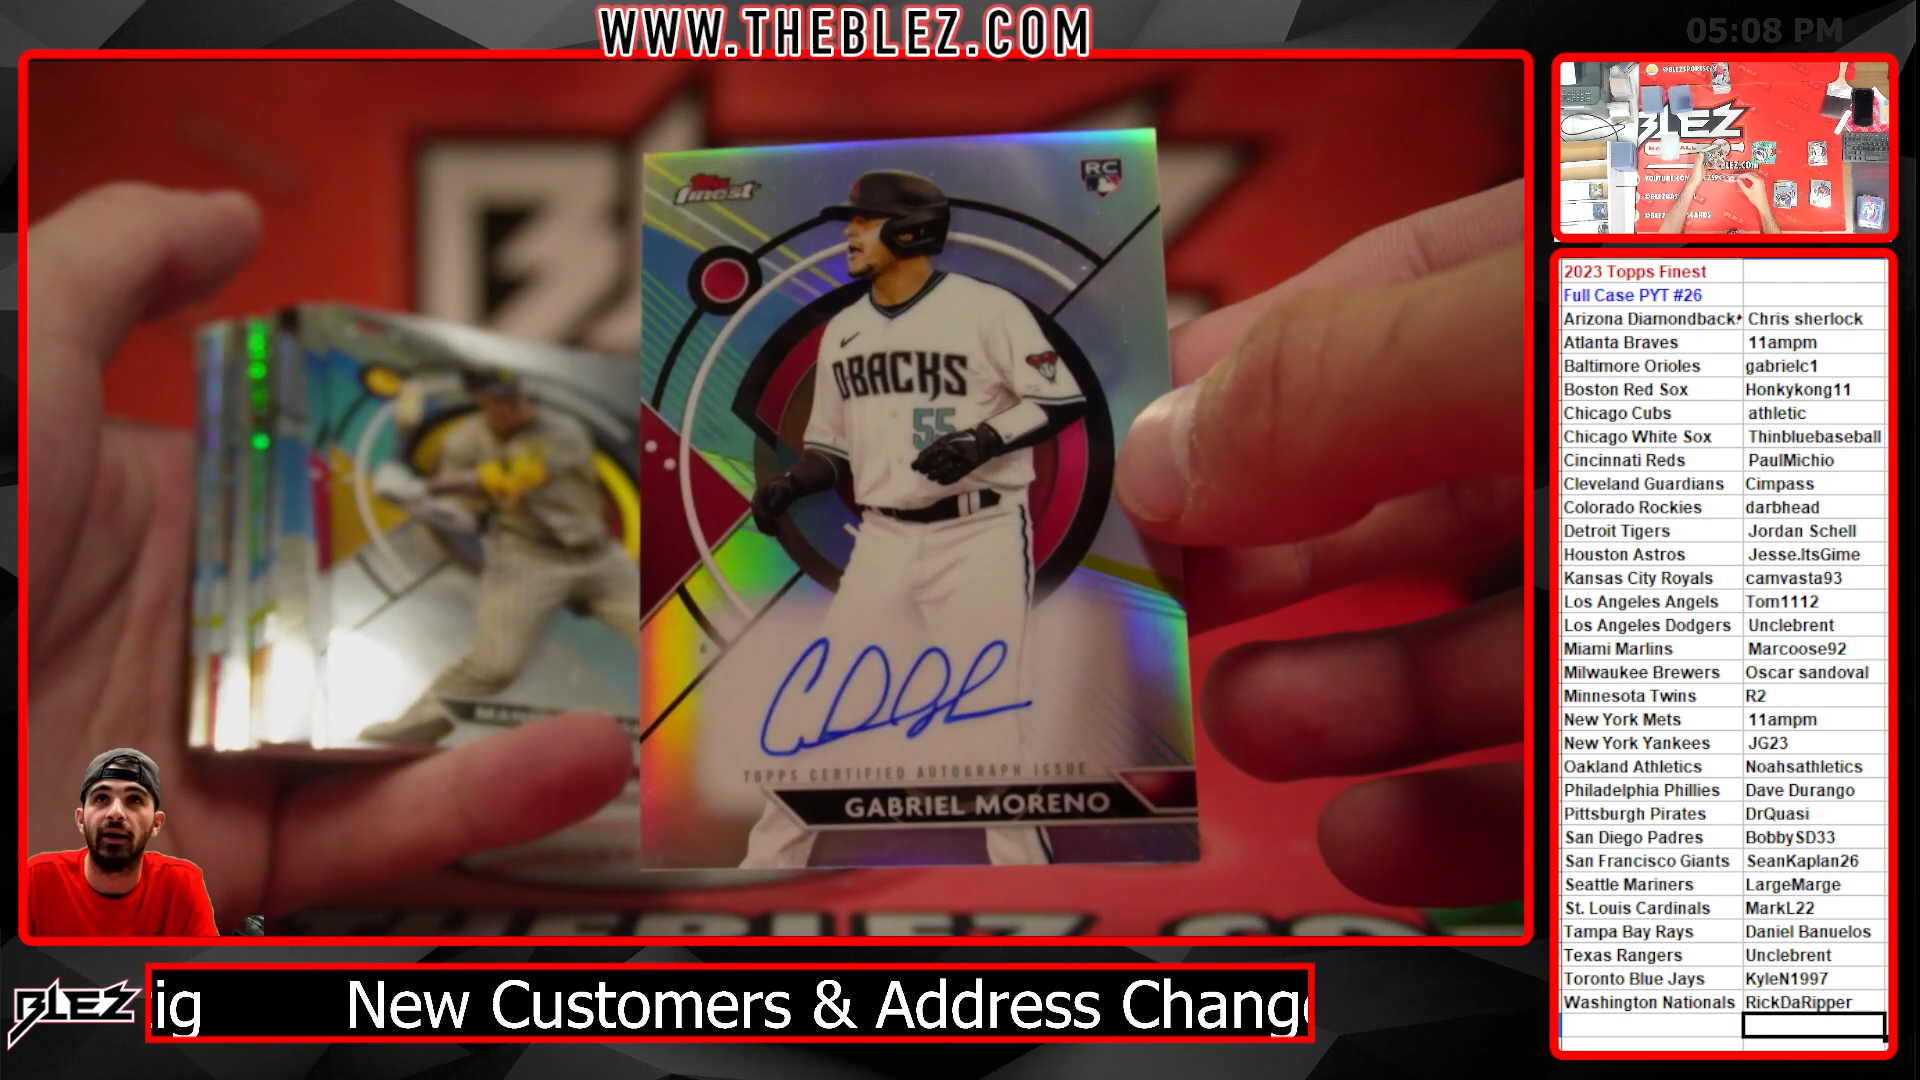 WWW.THEBLEZ.COM
05:08 PM
Topps
finest
RC
DBACKS
55
TOPPS CERTIFIED AUTOGRAPH ISSUE
GABRIEL MORENO
THEBLEZ.CO
BLEZ
2023 Topps Finest
Full Case PYT #26
Arizona Diamondback Chris sherlock
Atlanta Braves 11ampm
Baltimore Orioles gabrielc1
Boston Red Sox Honkykong11
Chicago Cubs athletic
Chicago White Sox Thinbluebaseball
Cincinnati Reds PaulMichio
Cleveland Guardians Cimpass
Colorado Rockies darbhead
Detroit Tigers Jordan Schell
Houston Astros Jesse.ItsGime
Kansas City Royals camvasta93
Los Angeles Angels Tom1112
Los Angeles Dodgers Unclebrent
Miami Marlins Marcoose92
Milwaukee Brewers Oscar sandoval
Minnesota Twins R2
New York Mets 11ampm
New York Yankees JG23
Oakland Athletics Noahsathletics
Philadelphia Phillies Dave Durango
Pittsburgh Pirates DrQuasi
San Diego Padres BobbySD33
San Francisco Giants SeanKaplan26
Seattle Mariners LargeMarge
St. Louis Cardinals MarkL22
Tampa Bay Rays Daniel Banuelos
Texas Rangers Unclebrent
Toronto Blue Jays KyleN1997
Washington Nationals RickDaRipper
BLEZ
ig New Customers & Address Chang